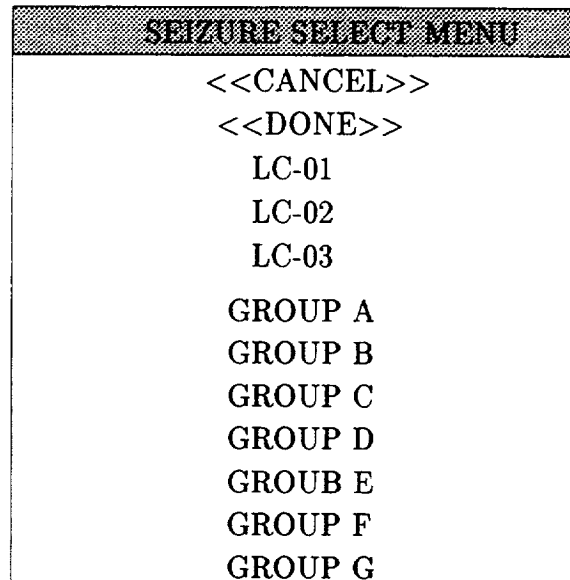 SEIZURE SELECT MENU
<<CANCEL>>
<<DONE>>
LC-01
LC-02
LC-03
GROUP A
GROUP B
GROUP C
GROUP D
GROUB E
GROUP F
GROUP G